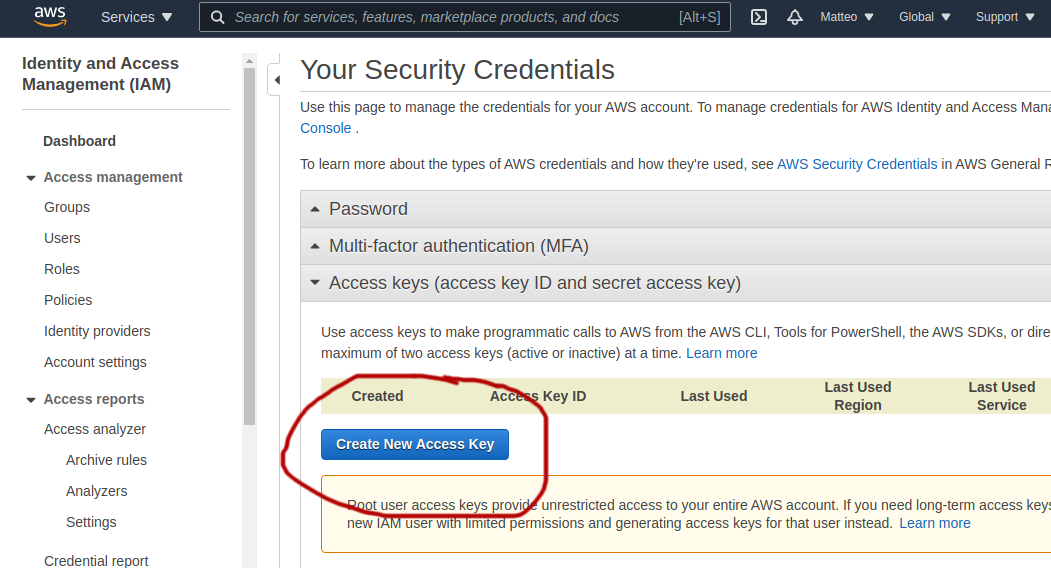 aws Services Search for services, features, marketplace products, and docs [Alt+S] Matteo Global Support
Identity and Access
Management (IAM)
Dashboard
Access management
Groups
Users
Roles
Policies
Identity providers
Account settings
Access reports
Access analyzer
Archive rules
Analyzers
Settings
Credential report
Your Security Credentials
Use this page to manage the credentials for your AWS account. To manage credentials for AWS Identity and Access Mana
Console .
To learn more about the types of AWS credentials and how they're used, see AWS Security Credentials in AWS General R
Password
Multi-factor authentication (MFA)
Access keys (access key ID and secret access key)
Use access keys to make programmatic calls to AWS from the AWS CLI, Tools for PowerShell, the AWS SDKs, or dire
maximum of two access keys (active or inactive) at a time. Learn more
Created Access Key ID Last Used Last Used Region Last Used Service
Create New Access Key
Root user access keys provide unrestricted access to your entire AWS account. If you need long-term access keys
new IAM user with limited permissions and generating access keys for that user instead. Learn more